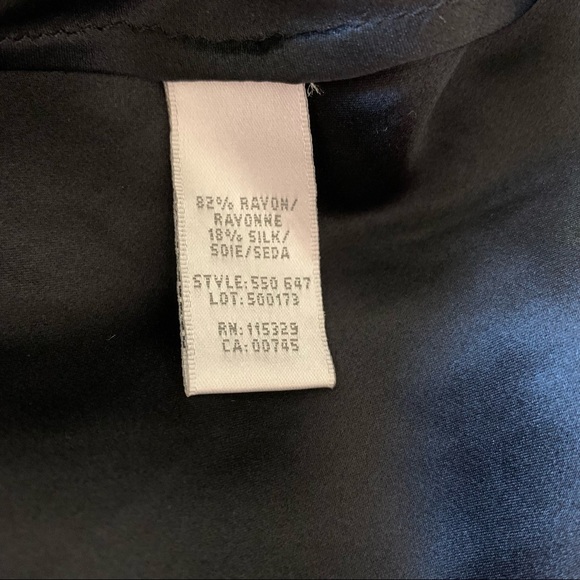 82% RAYON/
RAYONNE
18% SILK/
SOIE/SEDA
STYLE: 550 647
LOT: 500173
RN: 115329
CA: 00745